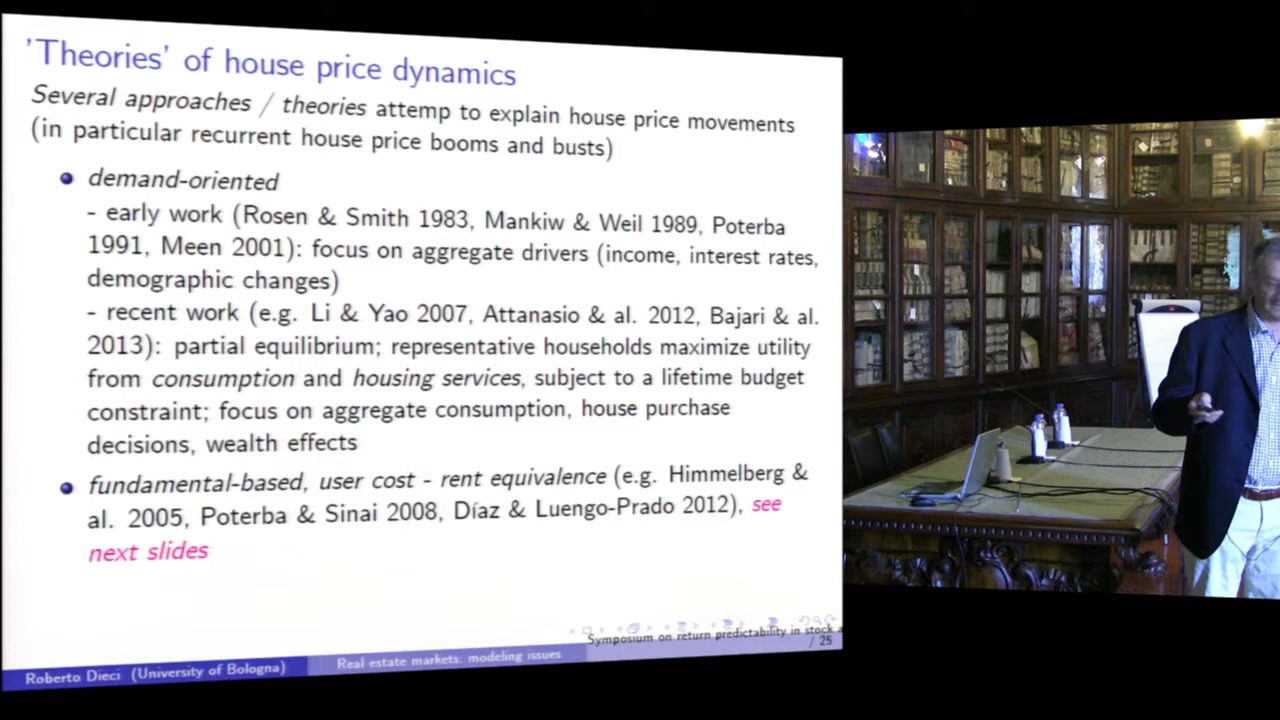 'Theories' of house price dynamics
Several approaches / theories attemp to explain house price movements
(in particular recurrent house price booms and busts)
demand-oriented
- early work (Rosen & Smith 1983, Mankiw & Weil 1989, Poterba
1991, Meen 2001): focus on aggregate drivers (income, interest rates,
demographic changes)
- recent work (e.g. Li & Yao 2007, Attanasio & al. 2012, Bajari & al.
2013): partial equilibrium; representative households maximize utility
from consumption and housing services, subject to a lifetime budget
constraint; focus on aggregate consumption, house purchase
decisions, wealth effects
fundamental-based, user cost - rent equivalence (e.g. Himmelberg &
al. 2005, Poterba & Sinai 2008, Díaz & Luengo-Prado 2012), see
next slides
Symposium on return predictability in stock a
/ 25
Roberto Dieci (University of Bologna) Real estate markets: modeling issues